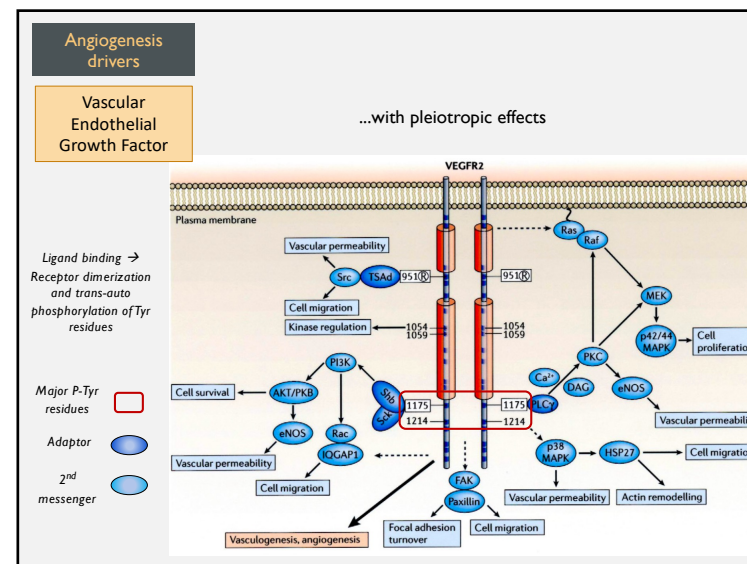 Angiogenesis
drivers
Vascular
Endothelial
Growth Factor
...with pleiotropic effects
Ligand binding →
Receptor dimerization
and trans-auto
phosphorylation of Tyr
residues
Major P-Tyr
residues
Adaptor
2nd
messenger
VEGFR2
Plasma membrane
Vascular permeability
Src
TSAd
951Ⓡ
Cell migration
Kinase regulation
1054
1059
PI3K
Shb
Sck
1175
1214
Cell survival
AKT/PKB
eNOS
Rac
IQGAP1
Vascular permeability
Cell migration
Vasculogenesis, angiogenesis
951Ⓡ
1054
1059
1175
1214
PLCγ
FAK
Paxillin
Focal adhesion
turnover
Cell migration
Ras
Raf
MEK
p42/44
MAPK
Cell
proliferatio
PKC
Ca2+
DAG
eNOS
Vascular permeabil
p38
MAPK
HSP27
Cell migratio
Vascular permeability
Actin remodelling